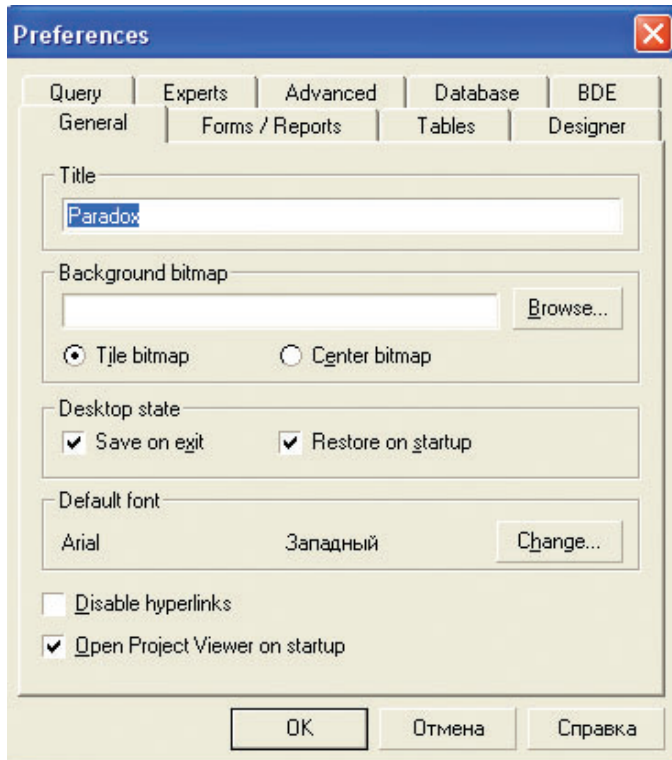 Preferences
Query Experts Advanced Database BDE
General Forms / Reports Tables Designer
Title
Paradox
Background bitmap
Browse...
Tile bitmap Center bitmap
Desktop state
Save on exit Restore on startup
Default font
Arial Западный Change...
Disable hyperlinks
Open Project Viewer on startup
OK Отмена Справка